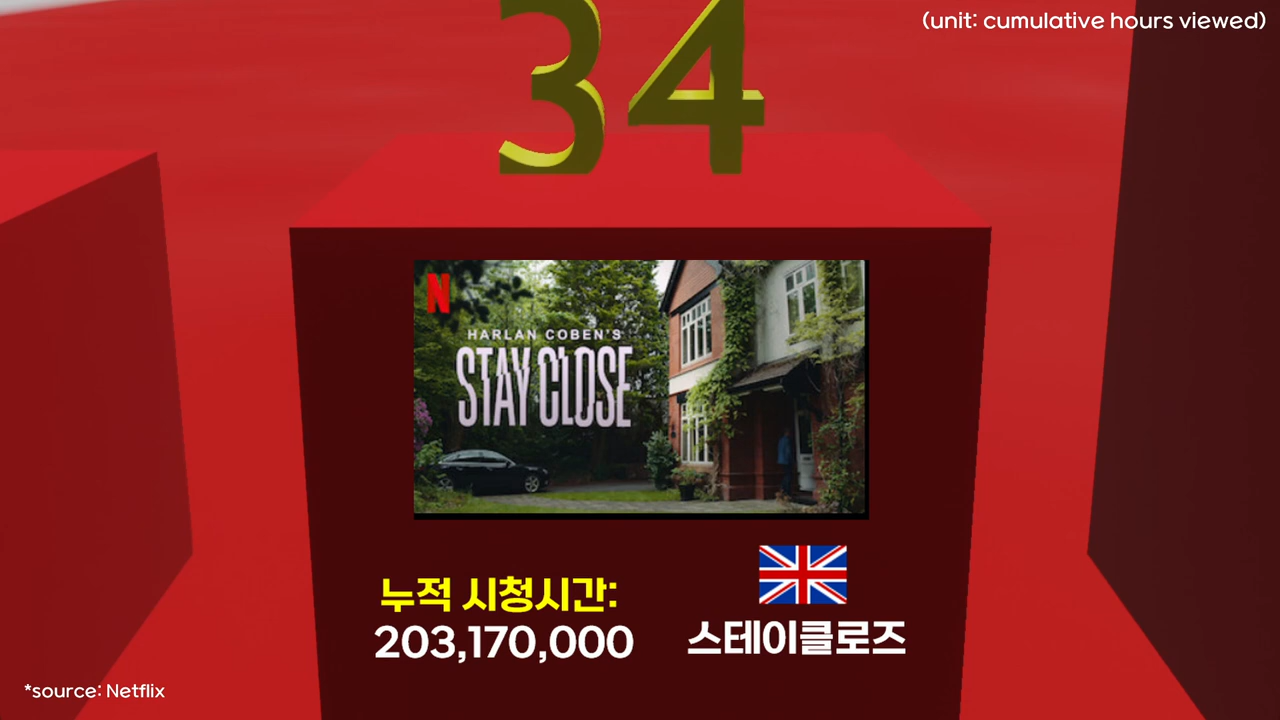 34
(unit: cumulative hours viewed)
N
HARLAN COBEN'S
STAY CLOSE
누적 시청시간:
203,170,000
스테이클로즈
*source: Netflix